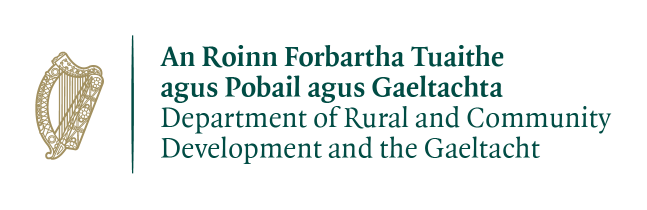 An Roinn Forbartha Tuaithe
agus Pobail agus Gaeltachta
Department of Rural and Community
Development and the Gaeltacht